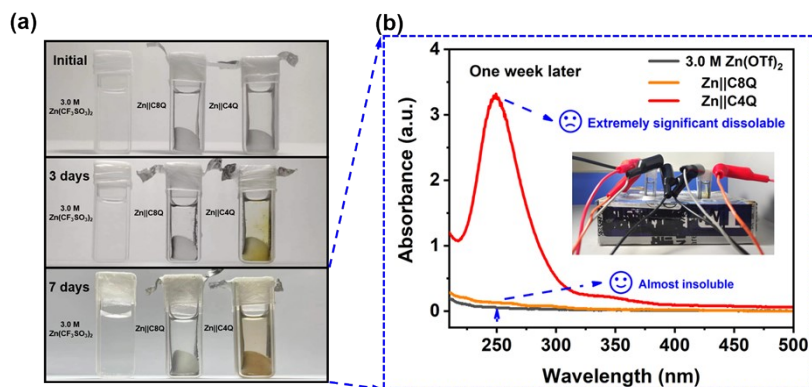 (a)
Initial
3.0 M
Zn(CF₃SO₃)₂
Zn||C8Q
Zn||C4Q
3 days
3.0 M
Zn(CF₃SO₃)₂
Zn||C8Q
Zn||C4Q
7 days
3.0 M
Zn(CF₃SO₃)₂
Zn||C8Q
Zn||C4Q
(b)
One week later
3.0 M Zn(OTf)₂
Zn||C8Q
Zn||C4Q
Extremely significant dissolable
Almost insoluble
Absorbance (a.u.)
4
3
2
1
0
250 300 350 400 450 500
Wavelength (nm)